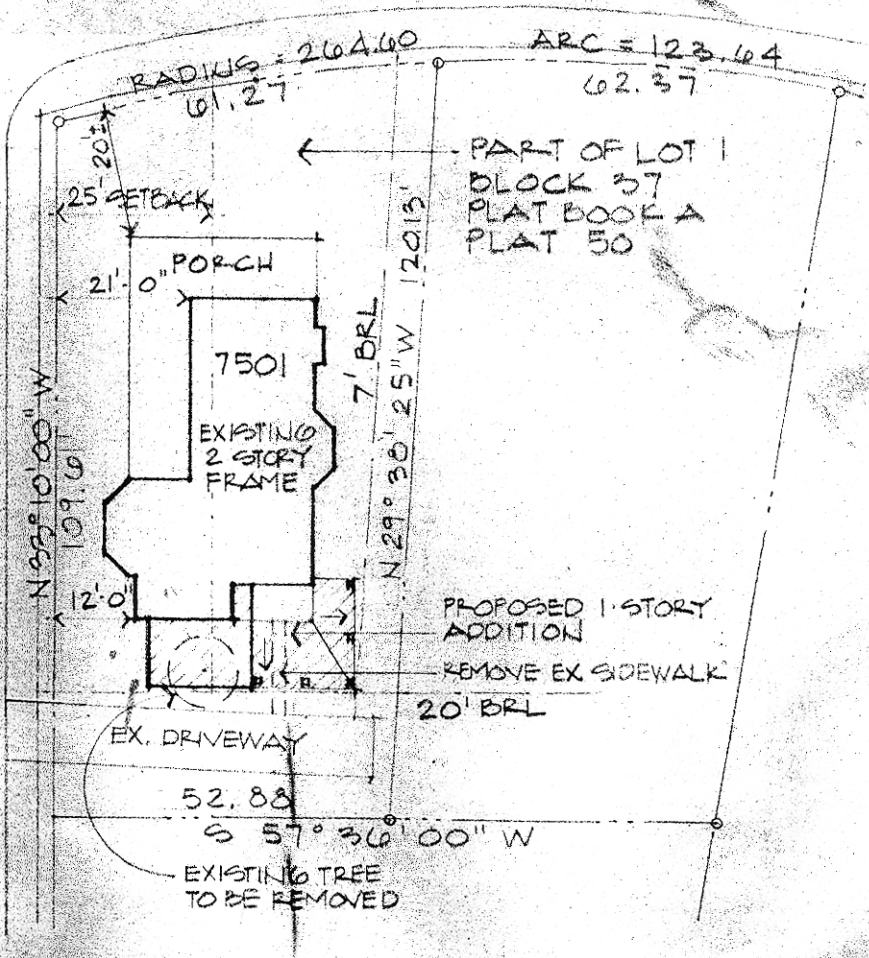 RADIUS = 264.60
ARC = 123.64
61.27
62.37
20'±
25' SETBACK
PART OF LOT 1
BLOCK 37
PLAT BOOK A
PLAT 50
21'-0"
PORCH
7501
EXISTING
2 STORY
FRAME
7' BRL
N 29° 38' 25" W 120.13'
N 33° 10' 00" W
109.61'
12'-0"
PROPOSED 1-STORY
ADDITION
REMOVE EX. SIDEWALK
20' BRL
EX. DRIVEWAY
52.88
S 57° 36' 00" W
EXISTING TREE
TO BE REMOVED